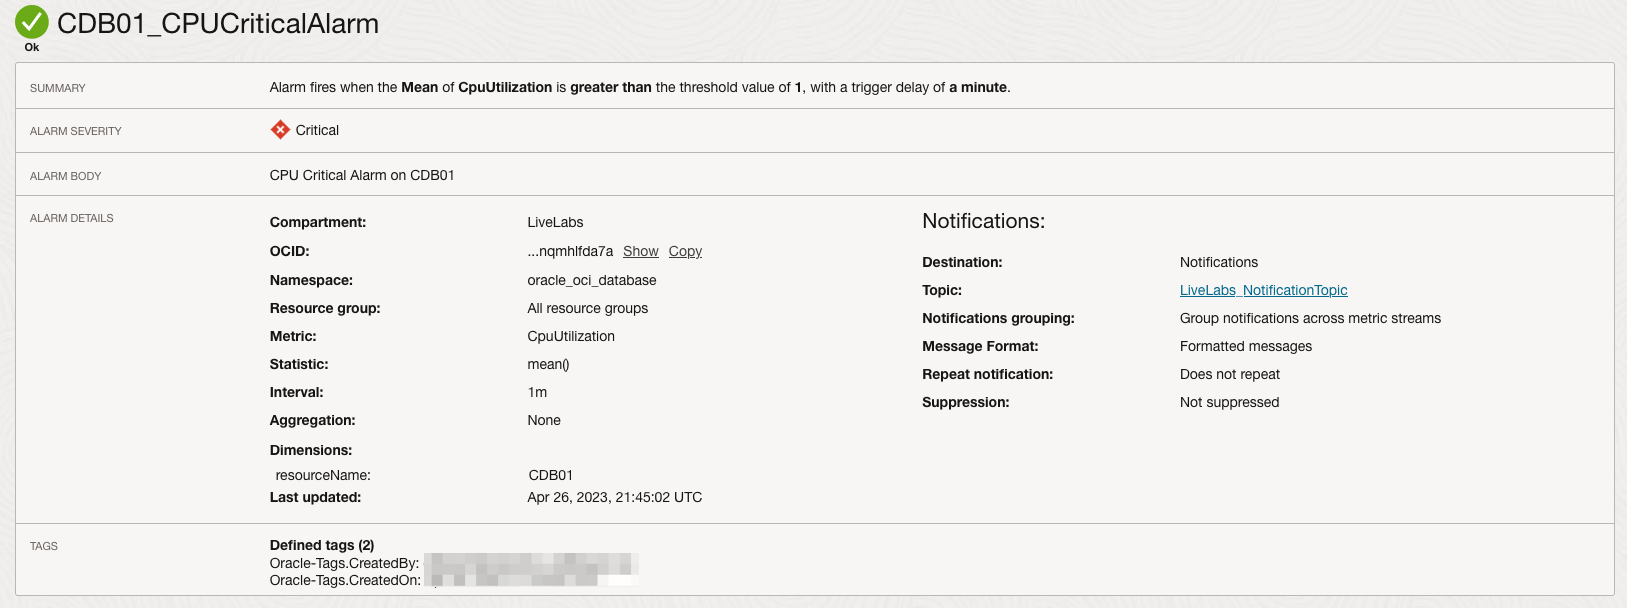 CDB01_CPUCriticalAlarm
Ok
SUMMARY
Alarm fires when the Mean of CpuUtilization is greater than the threshold value of 1, with a trigger delay of a minute.
ALARM SEVERITY
Critical
ALARM BODY
CPU Critical Alarm on CDB01
ALARM DETAILS
Compartment: LiveLabs
OCID: ...nqmhlfda7a Show Copy
Namespace: oracle_oci_database
Resource group: All resource groups
Metric: CpuUtilization
Statistic: mean()
Interval: 1m
Aggregation: None
Dimensions:
resourceName: CDB01
Last updated: Apr 26, 2023, 21:45:02 UTC
Notifications:
Destination: Notifications
Topic: LiveLabs_NotificationTopic
Notifications grouping: Group notifications across metric streams
Message Format: Formatted messages
Repeat notification: Does not repeat
Suppression: Not suppressed
TAGS
Defined tags (2)
Oracle-Tags.CreatedBy:
Oracle-Tags.CreatedOn: